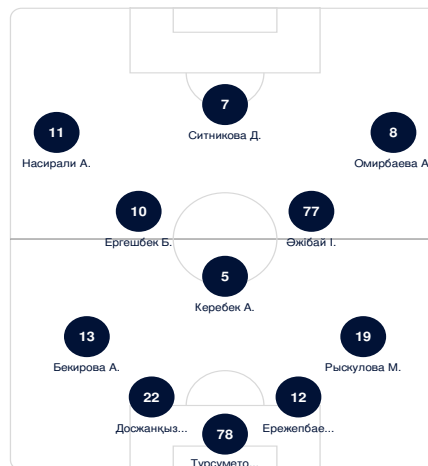 7
Ситникова Д.
11
Насирали А.
8
Омирбаева А
10
Ергешбек Б.
77
Әжібай І.
5
Керебек А.
13
Бекирова А.
19
Рыскулова М.
22
Досжанқыз...
12
Ережепбае...
78
Турсумето...